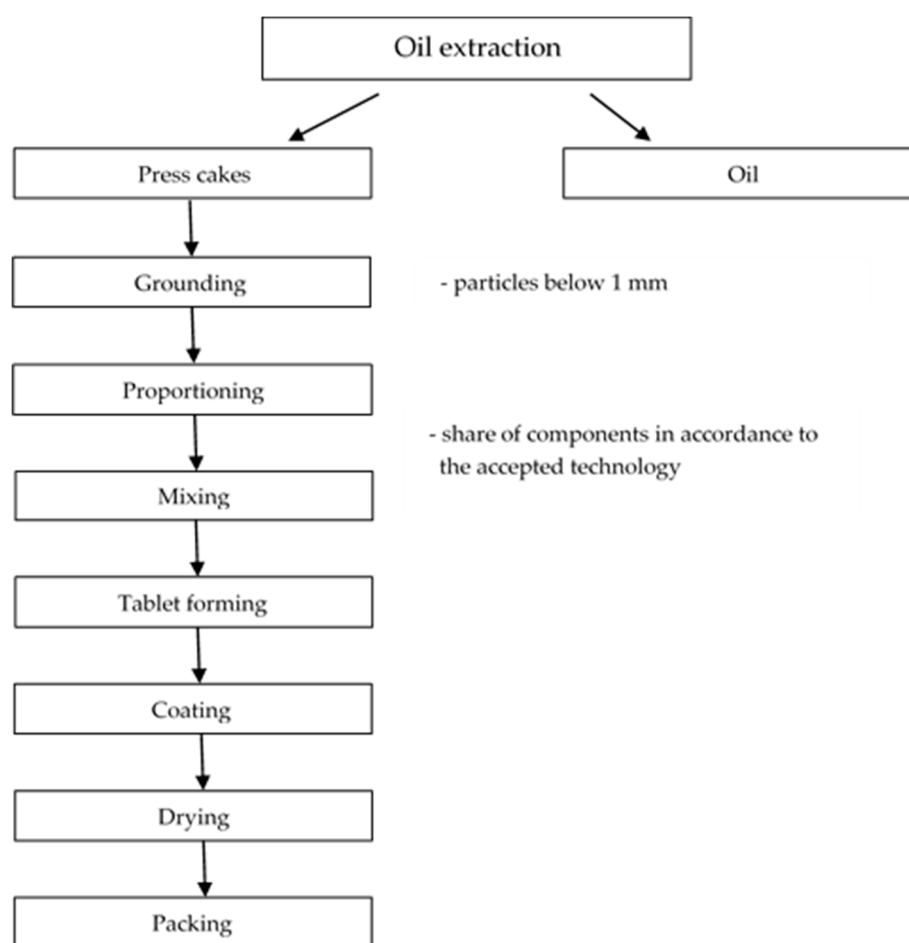 Oil extraction
Press cakes
Oil
Grounding
- particles below 1 mm
Proportioning
- share of components in accordance to
the accepted technology
Mixing
Tablet forming
Coating
Drying
Packing